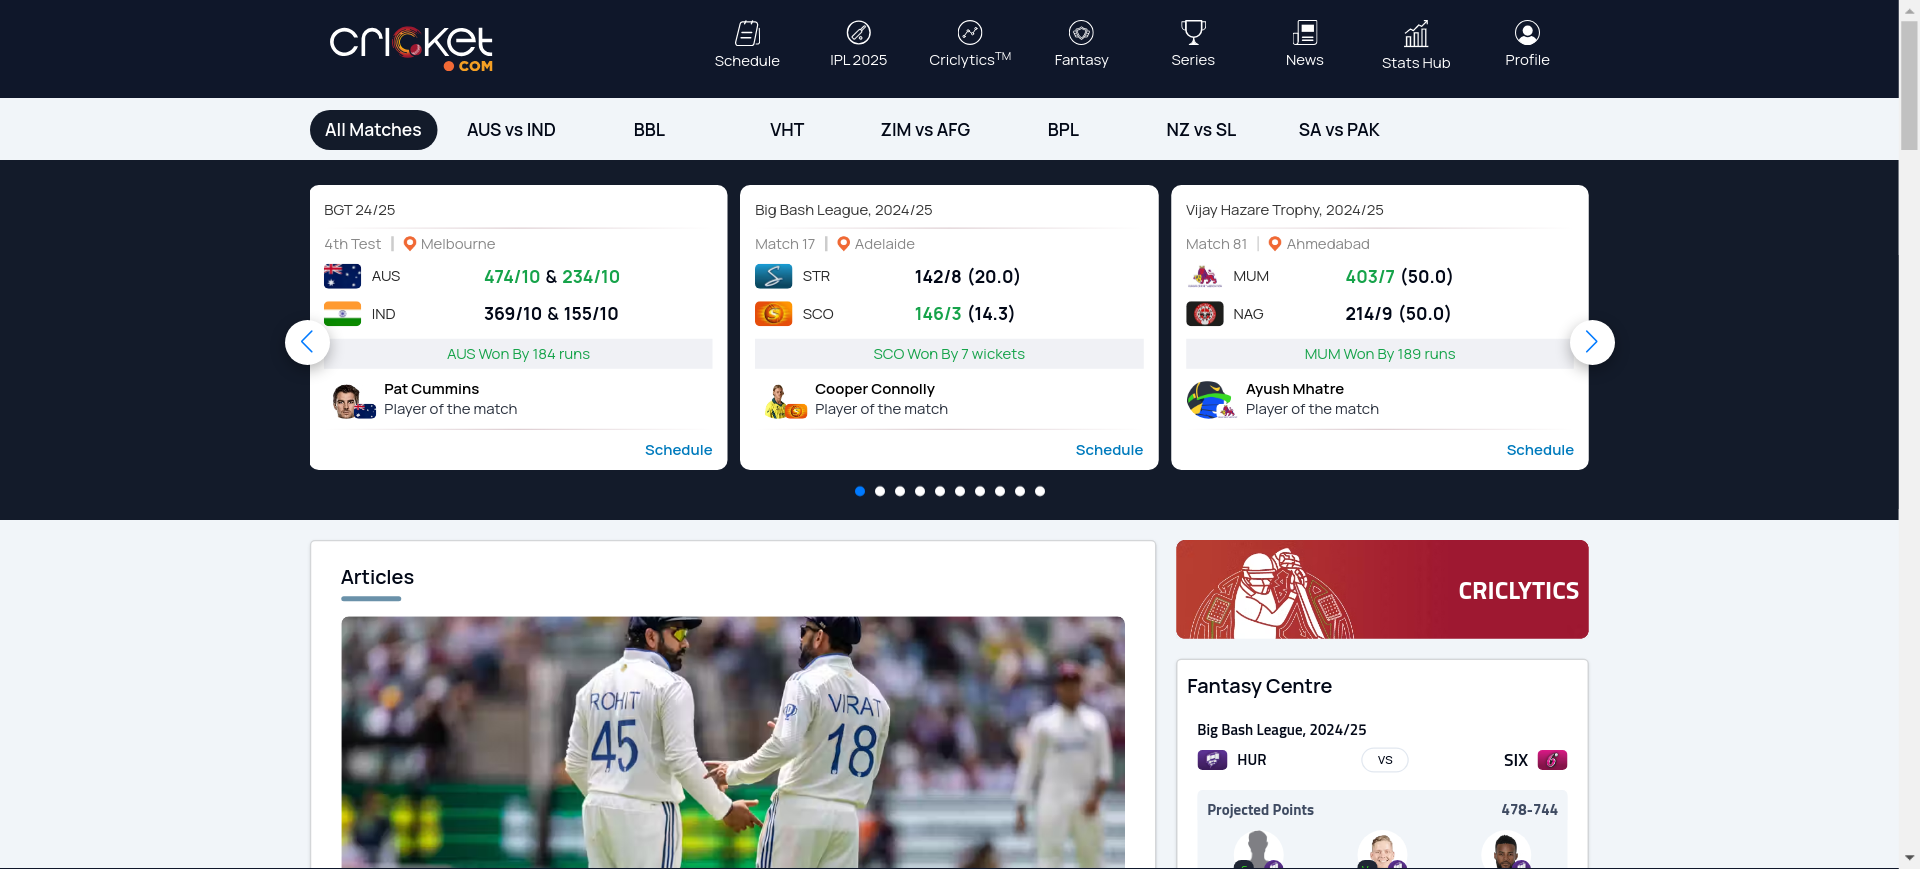 cricket
.COM
Schedule
IPL 2025
CriclyticsTM
Fantasy
Series
News
Stats Hub
Profile
All Matches
AUS vs IND
BBL
VHT
ZIM vs AFG
BPL
NZ vs SL
SA vs PAK
BGT 24/25
4th Test | Melbourne
AUS 474/10 & 234/10
IND 369/10 & 155/10
AUS Won By 184 runs
Pat Cummins
Player of the match
Schedule
Big Bash League, 2024/25
Match 17 | Adelaide
STR 142/8 (20.0)
SCO 146/3 (14.3)
SCO Won By 7 wickets
Cooper Connolly
Player of the match
Schedule
Vijay Hazare Trophy, 2024/25
Match 81 | Ahmedabad
MUM 403/7 (50.0)
NAG 214/9 (50.0)
MUM Won By 189 runs
Ayush Mhatre
Player of the match
Schedule
Articles
ROHIT
45
VIRAT
18
CRICLYTICS
Fantasy Centre
Big Bash League, 2024/25
HUR VS SIX
Projected Points 478-744